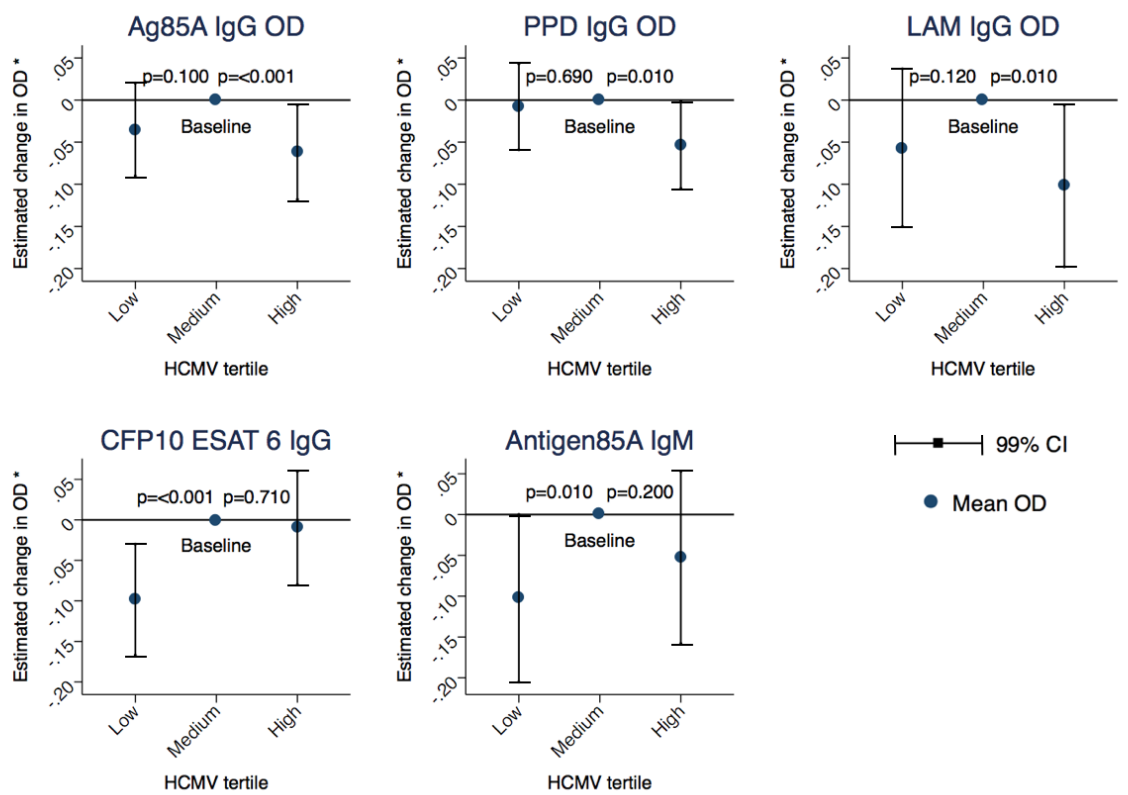 Ag85A IgG OD
Estimated change in OD *
.05
0
-.05
-.10
-.15
-.20
p=0.100 p=<0.001
Baseline
Low
Medium
High
HCMV tertile
PPD IgG OD
Estimated change in OD *
.05
0
-.05
-.10
-.15
-.20
p=0.690 p=0.010
Baseline
Low
Medium
High
HCMV tertile
LAM IgG OD
Estimated change in OD *
.05
0
-.05
-.10
-.15
-.20
p=0.120 p=0.010
Baseline
Low
Medium
High
HCMV tertile
CFP10 ESAT 6 IgG
Estimated change in OD *
.05
0
-.05
-.10
-.15
-.20
p=<0.001 p=0.710
Baseline
Low
Medium
High
HCMV tertile
Antigen85A IgM
Estimated change in OD *
.05
0
-.05
-.10
-.15
-.20
p=0.010 p=0.200
Baseline
Low
Medium
High
HCMV tertile
99% CI
Mean OD